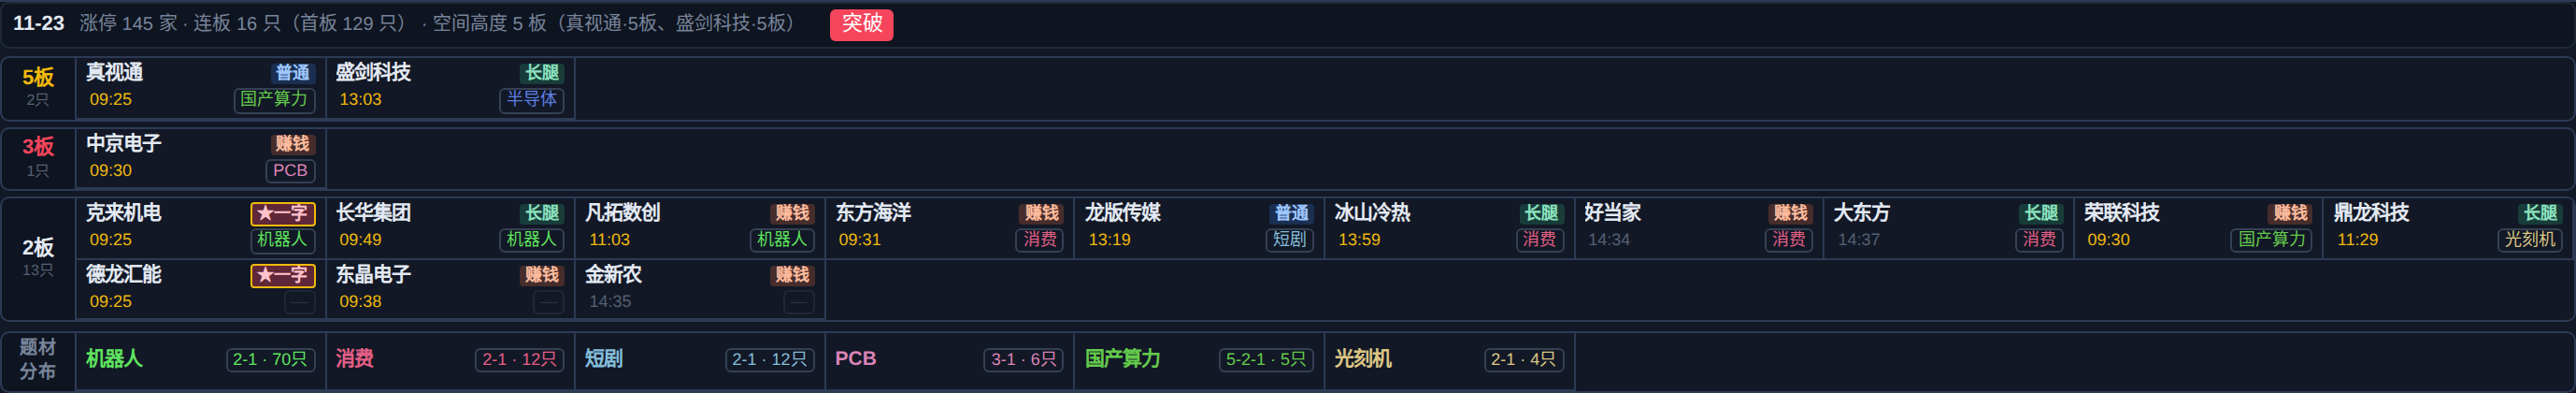 11-23 涨停 145 家 · 连板 16 只（首板 129 只） · 空间高度 5 板（真视通·5板、盛剑科技·5板） 突破
5板 2只
真视通 普通 盛剑科技 长腿
09:25 国产算力 13:03 半导体
3板 1只
中京电子 赚钱
09:30 PCB
2板 13只
克来机电 ★一字 长华集团 长腿 凡拓数创 赚钱 东方海洋 赚钱 龙版传媒 普通 冰山冷热 长腿 好当家 赚钱 大东方 长腿 荣联科技 赚钱 鼎龙科技 长腿
09:25 机器人 09:49 机器人 11:03 机器人 09:31 消费 13:19 短剧 13:59 消费 14:34 消费 14:37 消费 09:30 国产算力 11:29 光刻机
德龙汇能 ★一字 东晶电子 赚钱 金新农 赚钱
09:25 — 09:38 — 14:35 —
题材
分布
机器人 2-1 · 70只 消费 2-1 · 12只 短剧 2-1 · 12只 PCB 3-1 · 6只 国产算力 5-2-1 · 5只 光刻机 2-1 · 4只